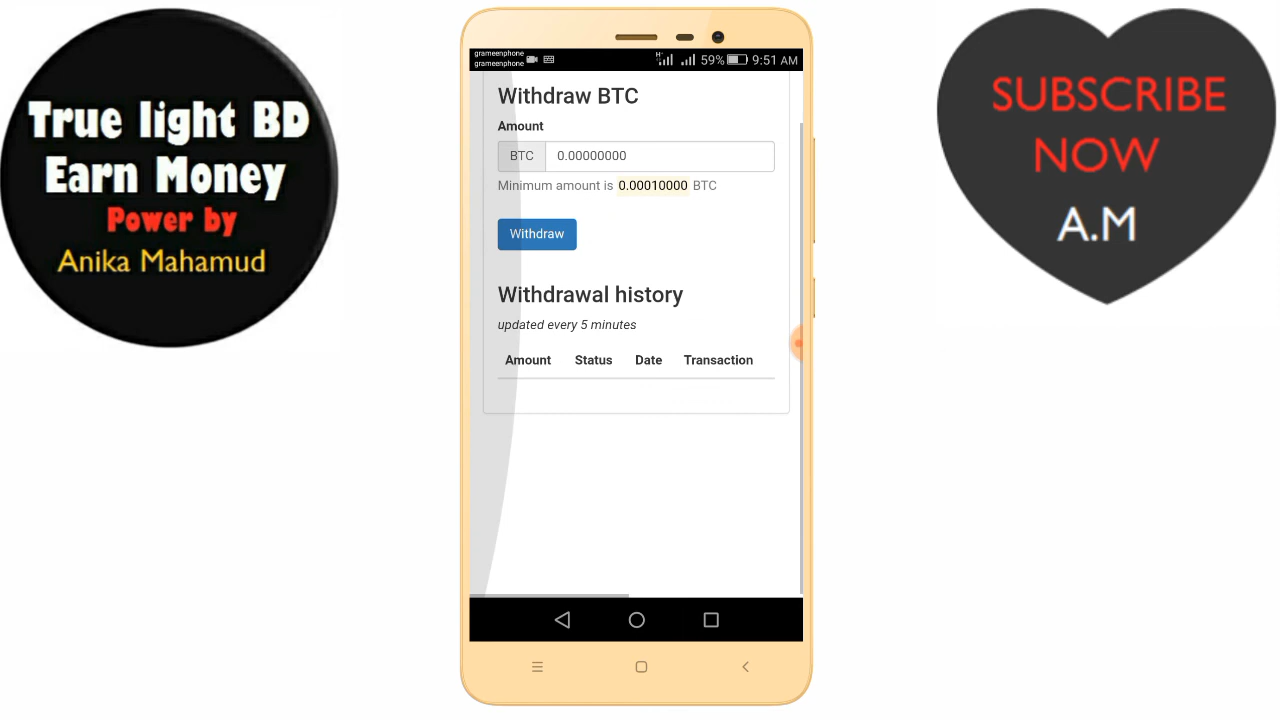 True light BD
Earn Money
Power by
Anika Mahamud
grameenphone
grameenphone
H+
59%
9:51 AM
Withdraw BTC
Amount
BTC 0.00000000
Minimum amount is 0.00010000 BTC
Withdraw
Withdrawal history
updated every 5 minutes
Amount Status Date Transaction
SUBSCRIBE
NOW
A.M